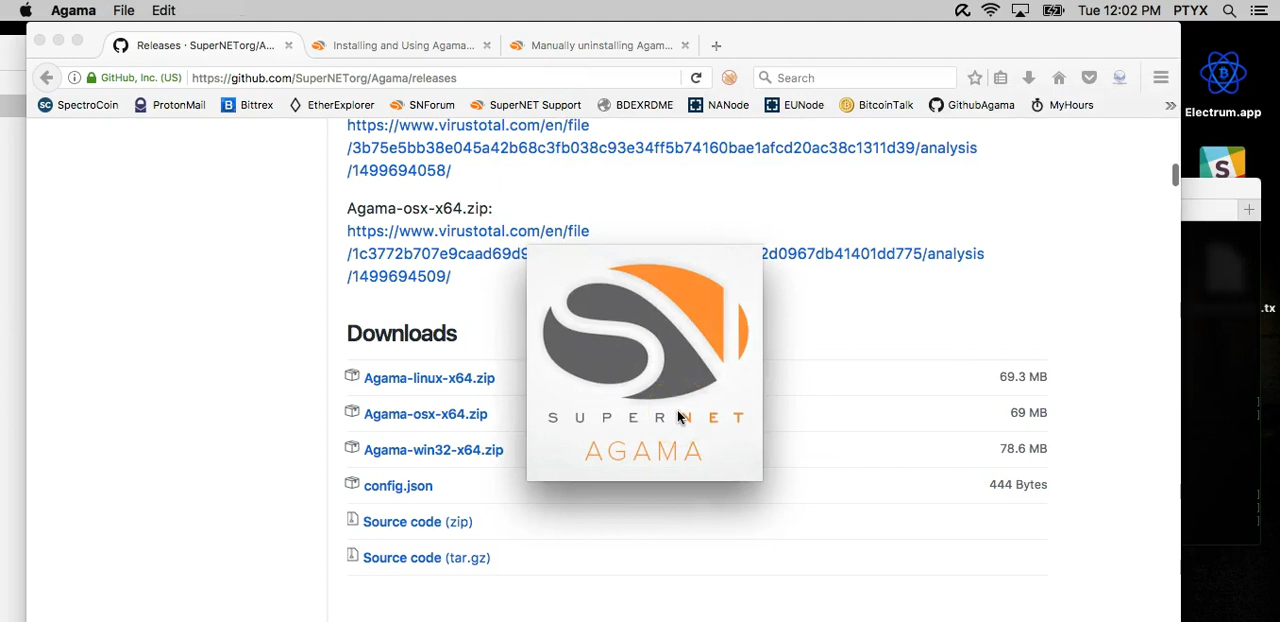 Agama File Edit Tue 12:02 PM PTYX
Releases · SuperNETorg/A... Installing and Using Agama... Manually uninstalling Agam...
GitHub, Inc. (US) https://github.com/SuperNETorg/Agama/releases Search
SpectroCoin ProtonMail Bittrex EtherExplorer SNForum SuperNET Support BDEXRDME NANode EUNode BitcoinTalk GithubAgama MyHours
Electrum.app
https://www.virustotal.com/en/file
/3b75e5bb38e045a42b68c3fb038c93e34ff5b74160bae1afcd20ac38c1311d39/analysis
/1499694058/
Agama-osx-x64.zip:
https://www.virustotal.com/en/file
/1c3772b707e9caad69d9 2d0967db41401dd775/analysis
/1499694509/
.tx
Downloads
Agama-linux-x64.zip 69.3 MB
Agama-osx-x64.zip 69 MB
Agama-win32-x64.zip 78.6 MB
config.json 444 Bytes
Source code (zip)
Source code (tar.gz)
SUPERNET
AGAMA